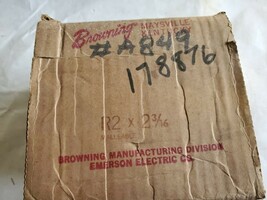 Browning MAYSVILLE
#A849
178876
R2 x 2 3/16
BROWNING MANUFACTURING DIVISION
EMERSON ELECTRIC CO.